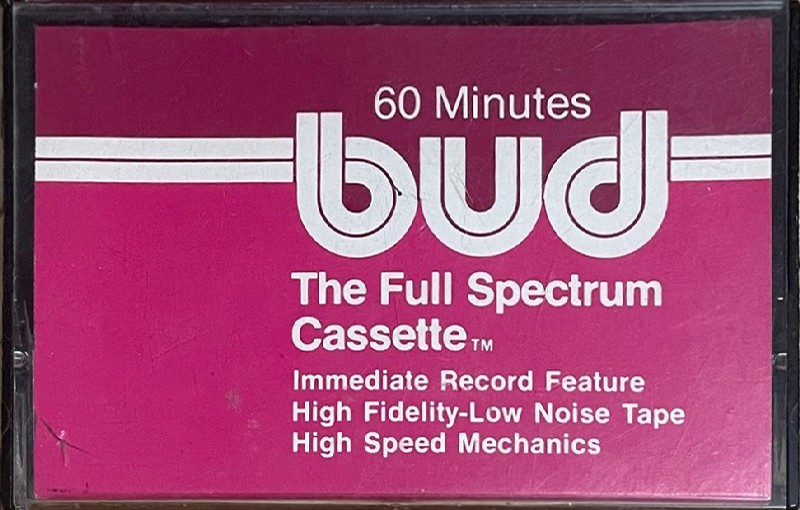 60 Minutes
bud
The Full Spectrum
Cassette™
Immediate Record Feature
High Fidelity-Low Noise Tape
High Speed Mechanics